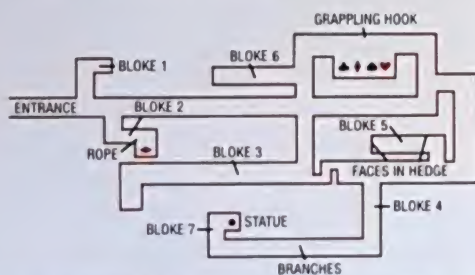 GRAPPLING HOOK
BLOKE 6
BLOKE 1
ENTRANCE
BLOKE 2
BLOKE 5
ROPE
BLOKE 3
FACES IN HEDGE
BLOKE 4
STATUE
BLOKE 7
BRANCHES